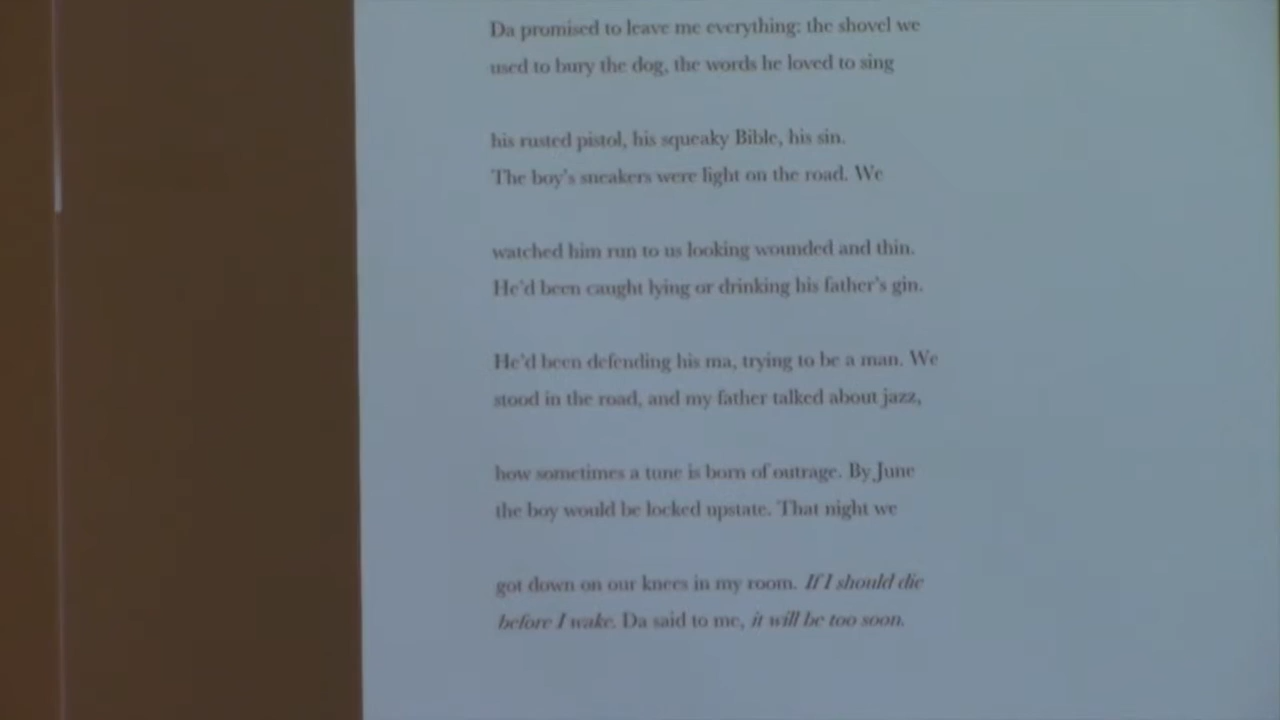 Da promised to leave me everything: the shovel we
used to bury the dog, the words he loved to sing
his rusted pistol, his squeaky Bible, his sin.
The boy's sneakers were light on the road. We
watched him run to us looking wounded and thin.
He'd been caught lying or drinking his father's gin.
He'd been defending his ma, trying to be a man. We
stood in the road, and my father talked about jazz,
how sometimes a tune is born of outrage. By June
the boy would be locked upstate. That night we
got down on our knees in my room. If I should die
before I wake. Da said to me, it will be too soon.